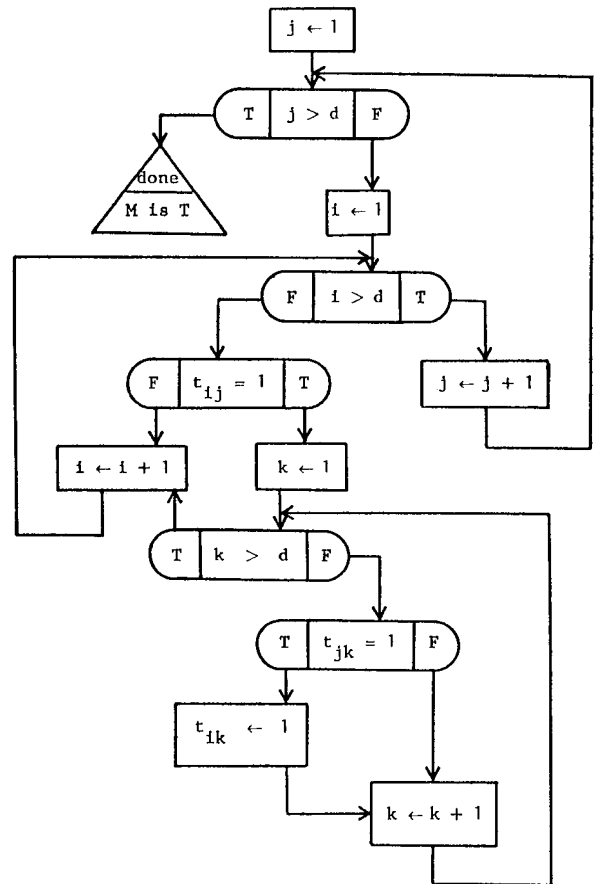 j ← 1
T j > d F
done
M is T
i ← 1
F i > d T
F t_ij = 1 T
j ← j + 1
i ← i + 1
k ← 1
T k > d F
T t_jk = 1 F
t_ik ← 1
k ← k + 1